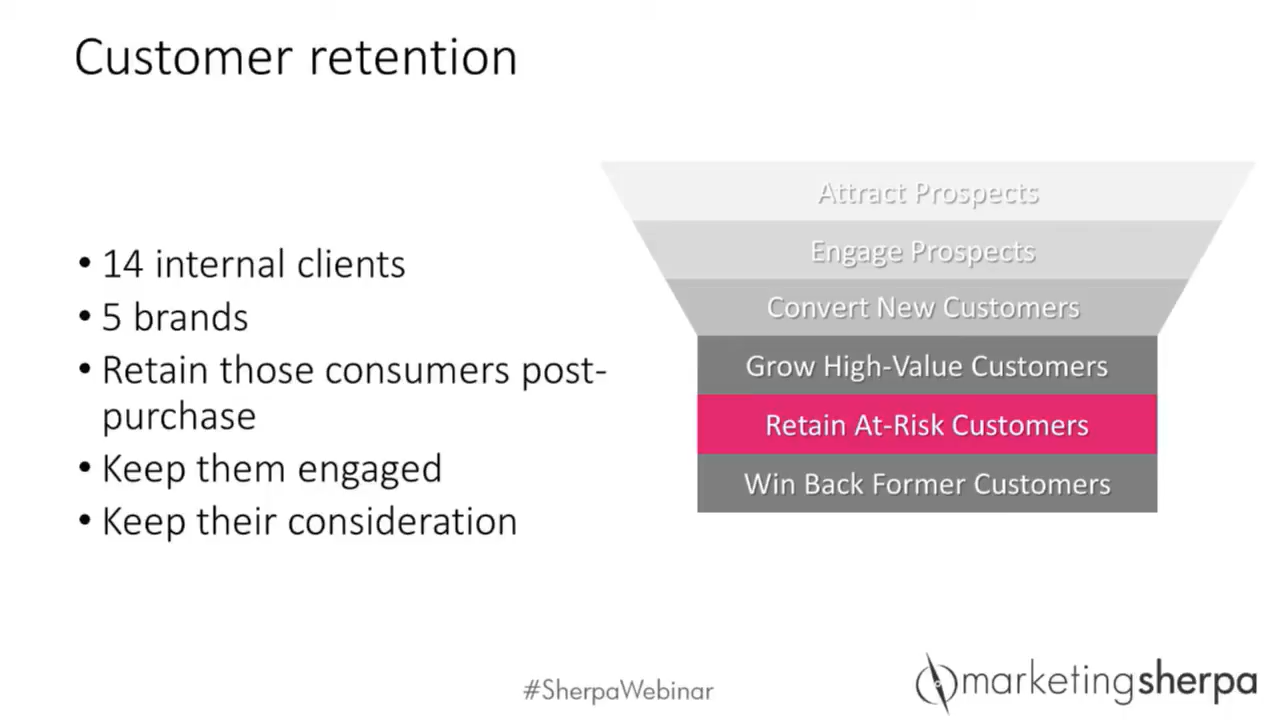 Customer retention
• 14 internal clients
• 5 brands
• Retain those consumers post-
purchase
• Keep them engaged
• Keep their consideration
Attract Prospects
Engage Prospects
Convert New Customers
Grow High-Value Customers
Retain At-Risk Customers
Win Back Former Customers
#SherpaWebinar
marketingsherpa